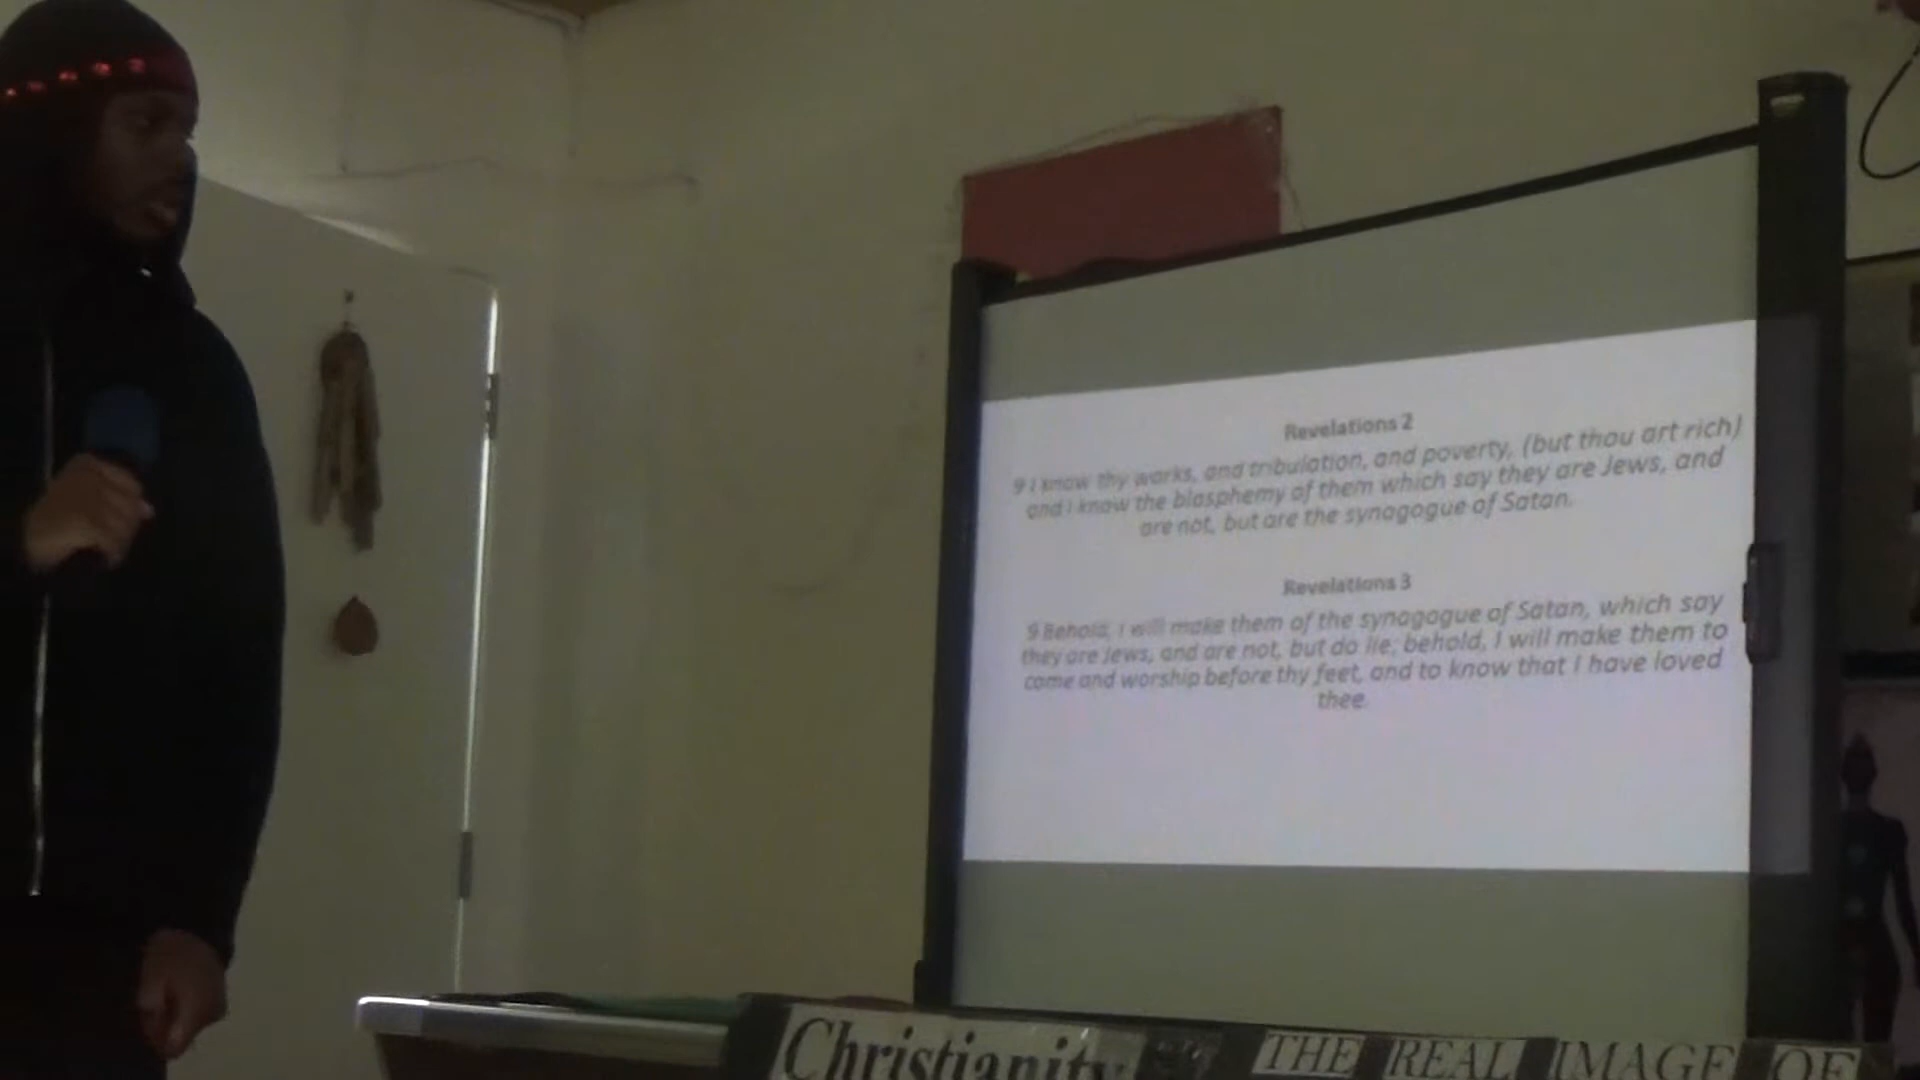 Revelations 2
9 I know thy works, and tribulation, and poverty, (but thou art rich)
and I know the blasphemy of them which say they are Jews, and
are not, but are the synagogue of Satan.
Revelations 3
9 Behold, I will make them of the synagogue of Satan, which say
they are Jews, and are not, but do lie; behold, I will make them to
come and worship before thy feet, and to know that I have loved
thee.
Christianity
THE REAL IMAGE OF